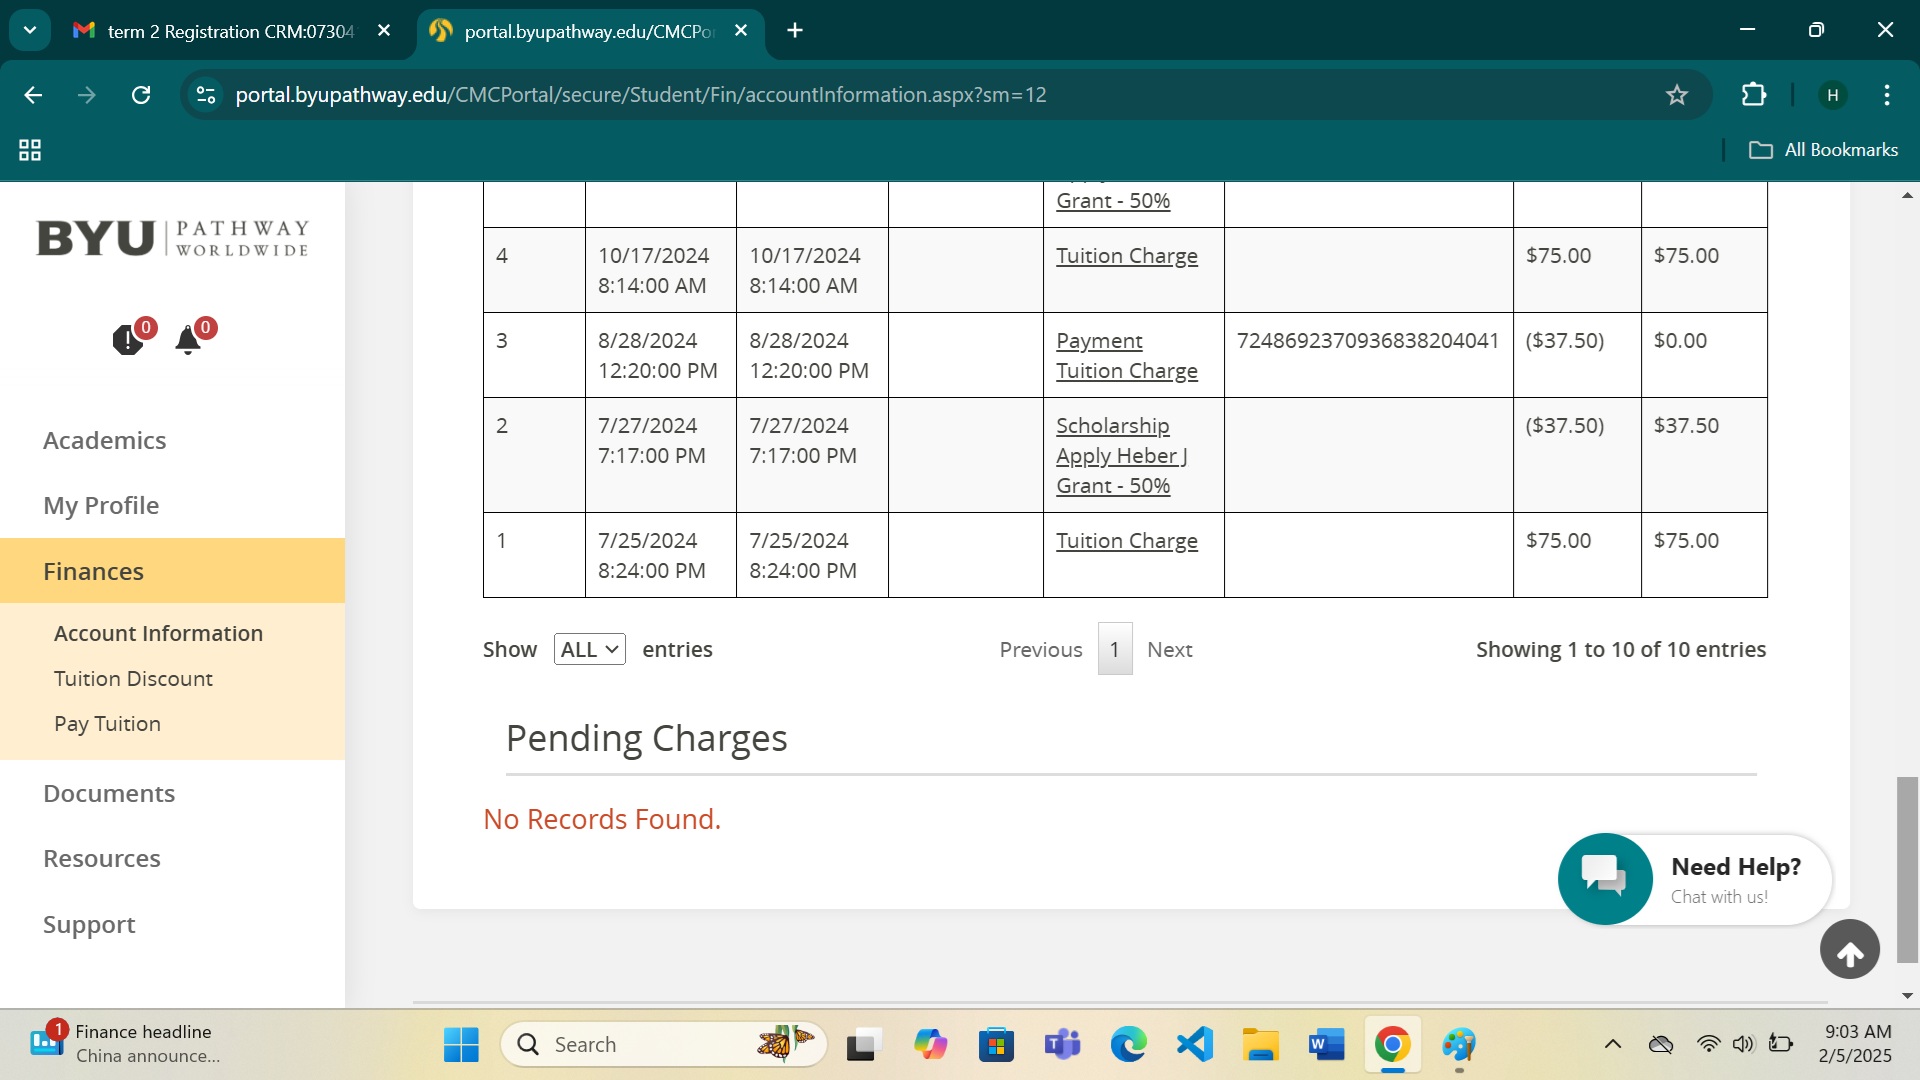 term 2 Registration CRM:07304
portal.byupathway.edu/CMCPo
portal.byupathway.edu/CMCPortal/secure/Student/Fin/accountInformation.aspx?sm=12
H
All Bookmarks
BYU PATHWAY
WORLDWIDE
0
0
Academics
My Profile
Finances
Account Information
Tuition Discount
Pay Tuition
Documents
Resources
Support
Grant - 50%
4 10/17/2024 10/17/2024 Tuition Charge $75.00 $75.00
8:14:00 AM 8:14:00 AM
3 8/28/2024 8/28/2024 Payment 7248692370936838204041 ($37.50) $0.00
12:20:00 PM 12:20:00 PM Tuition Charge
2 7/27/2024 7/27/2024 Scholarship ($37.50) $37.50
7:17:00 PM 7:17:00 PM Apply Heber J
Grant - 50%
1 7/25/2024 7/25/2024 Tuition Charge $75.00 $75.00
8:24:00 PM 8:24:00 PM
Show ALL entries Previous 1 Next Showing 1 to 10 of 10 entries
Pending Charges
No Records Found.
Need Help?
Chat with us!
1
Finance headline
China announce...
Search
9:03 AM
2/5/2025